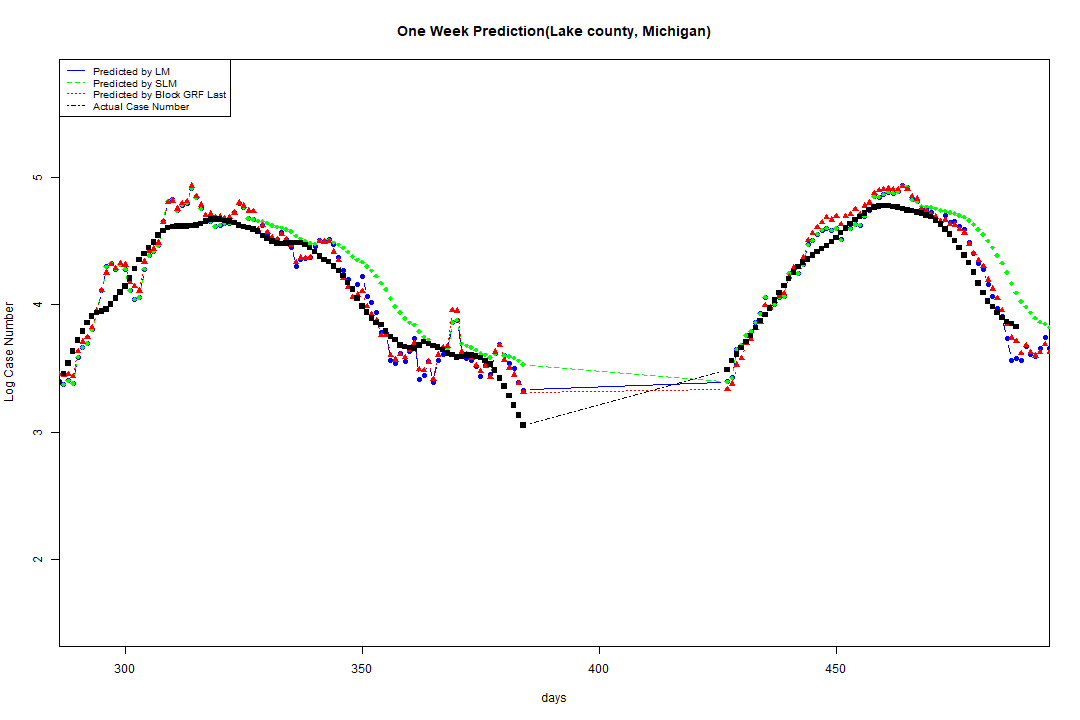 One Week Prediction(Lake county, Michigan)
Predicted by LM
Predicted by SLM
Predicted by Block GRF Last
Actual Case Number
5
4
3
2
Log Case Number
300
350
400
450
days